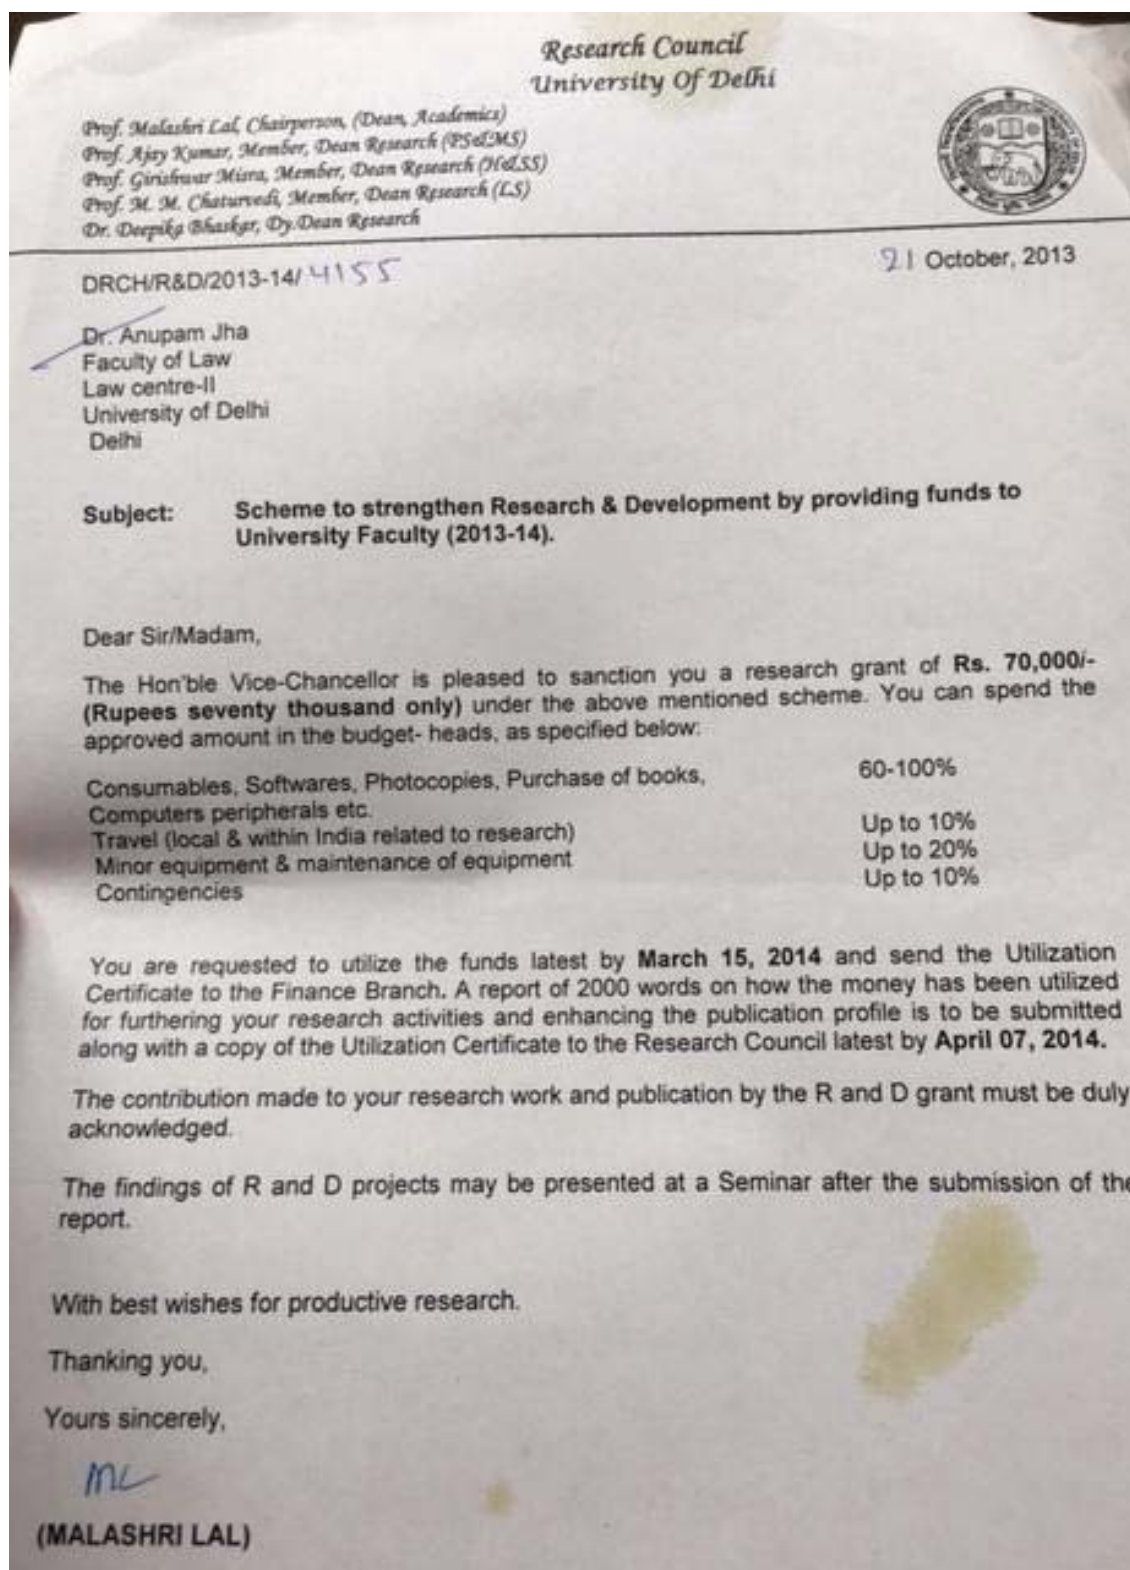 Research Council
University Of Delhi
Prof. Malashri Lal, Chairperson, (Dean, Academics)
Prof. Ajay Kumar, Member, Dean Research (PS&MS)
Prof. Girishwar Misra, Member, Dean Research (H&SS)
Prof. M. M. Chaturvedi, Member, Dean Research (LS)
Dr. Deepika Bhaskar, Dy.Dean Research
DRCH/R&D/2013-14/4155
21 October, 2013
Dr. Anupam Jha
Faculty of Law
Law centre-II
University of Delhi
Delhi
Subject: Scheme to strengthen Research & Development by providing funds to
University Faculty (2013-14).
Dear Sir/Madam,
The Hon'ble Vice-Chancellor is pleased to sanction you a research grant of Rs. 70,000/-
(Rupees seventy thousand only) under the above mentioned scheme. You can spend the
approved amount in the budget- heads, as specified below:
Consumables, Softwares, Photocopies, Purchase of books, 60-100%
Computers peripherals etc.
Travel (local & within India related to research) Up to 10%
Minor equipment & maintenance of equipment Up to 20%
Contingencies Up to 10%
You are requested to utilize the funds latest by March 15, 2014 and send the Utilization
Certificate to the Finance Branch. A report of 2000 words on how the money has been utilized
for furthering your research activities and enhancing the publication profile is to be submitted
along with a copy of the Utilization Certificate to the Research Council latest by April 07, 2014.
The contribution made to your research work and publication by the R and D grant must be duly
acknowledged.
The findings of R and D projects may be presented at a Seminar after the submission of the
report.
With best wishes for productive research.
Thanking you,
Yours sincerely,
ML
(MALASHRI LAL)